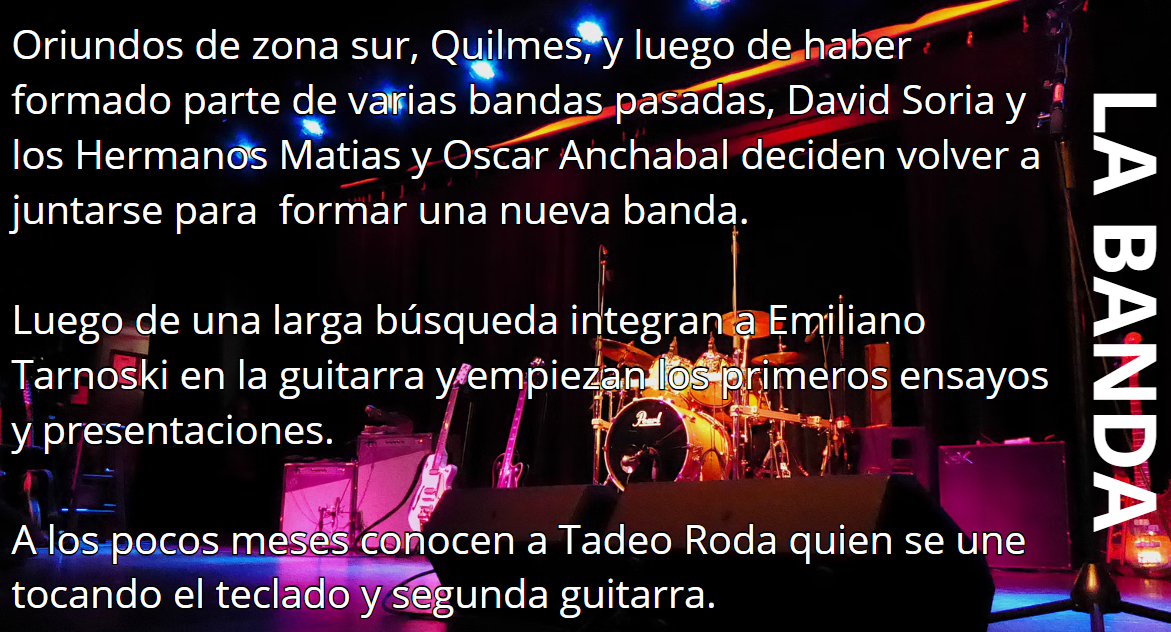 Oriundos de zona sur, Quilmes, y luego de haber
formado parte de varias bandas pasadas, David Soria y
los Hermanos Matias y Oscar Anchabal deciden volver a
juntarse para  formar una nueva banda.
Luego de una larga búsqueda integran a Emiliano
Tarnoski en la guitarra y empiezan los primeros ensayos
y presentaciones.
A los pocos meses conocen a Tadeo Roda quien se une
tocando el teclado y segunda guitarra.
LA BANDA
Pearl